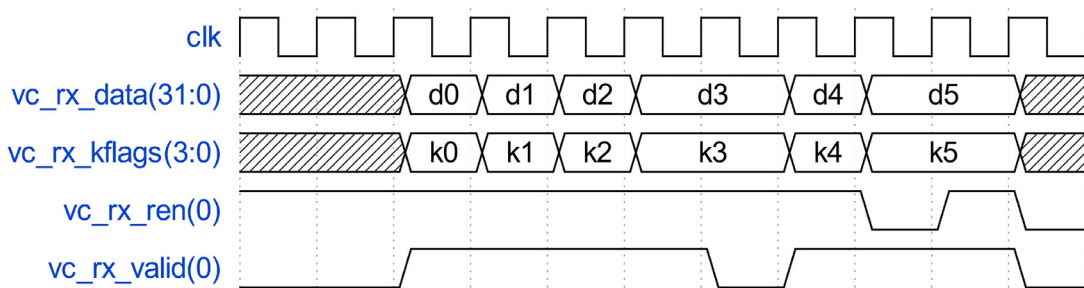 clk
vc_rx_data(31:0) d0 d1 d2 d3 d4 d5
vc_rx_kflags(3:0) k0 k1 k2 k3 k4 k5
vc_rx_ren(0)
vc_rx_valid(0)